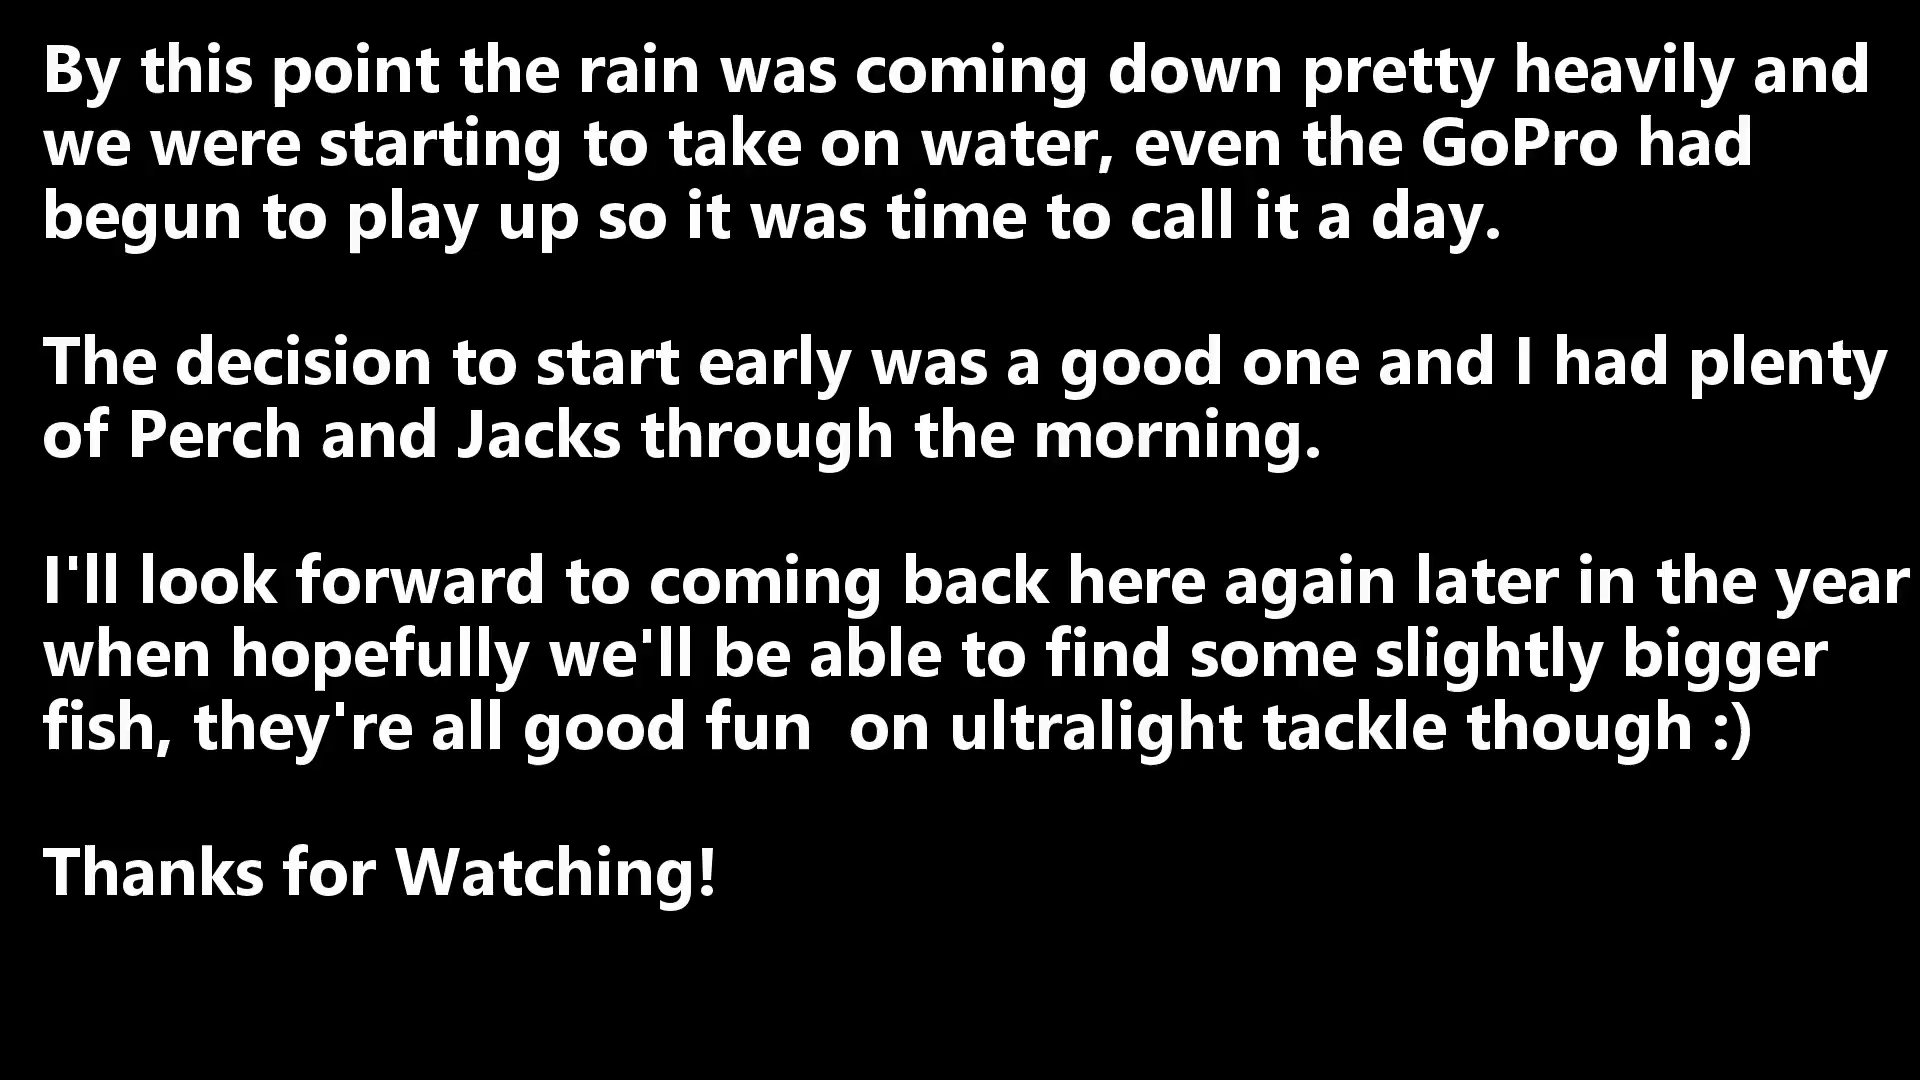 By this point the rain was coming down pretty heavily and
we were starting to take on water, even the GoPro had
begun to play up so it was time to call it a day.
The decision to start early was a good one and I had plenty
of Perch and Jacks through the morning.
I'll look forward to coming back here again later in the year
when hopefully we'll be able to find some slightly bigger
fish, they're all good fun  on ultralight tackle though :)
Thanks for Watching!